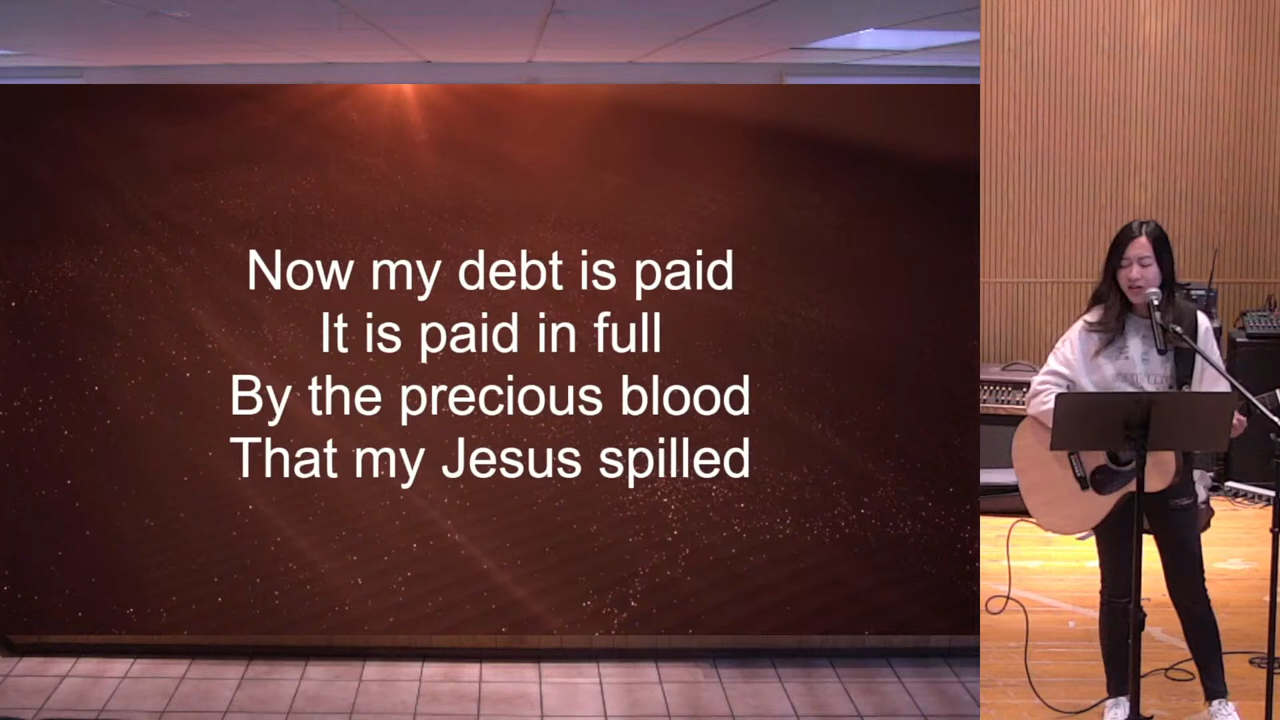 Now my debt is paid
It is paid in full
By the precious blood
That my Jesus spilled